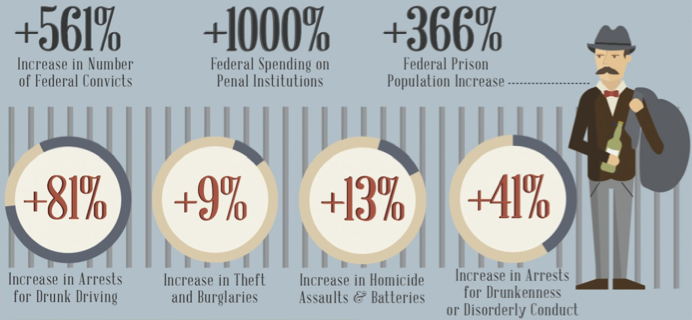 +561%
Increase in Number
of Federal Convicts
+1000%
Federal Spending on
Penal Institutions
+366%
Federal Prison
Population Increase
+81%
Increase in Arrests
for Drunk Driving
+9%
Increase in Theft
and Burglaries
+13%
Increase in Homicide
Assaults & Batteries
+41%
Increase in Arrests
for Drunkenness
or Disorderly Conduct